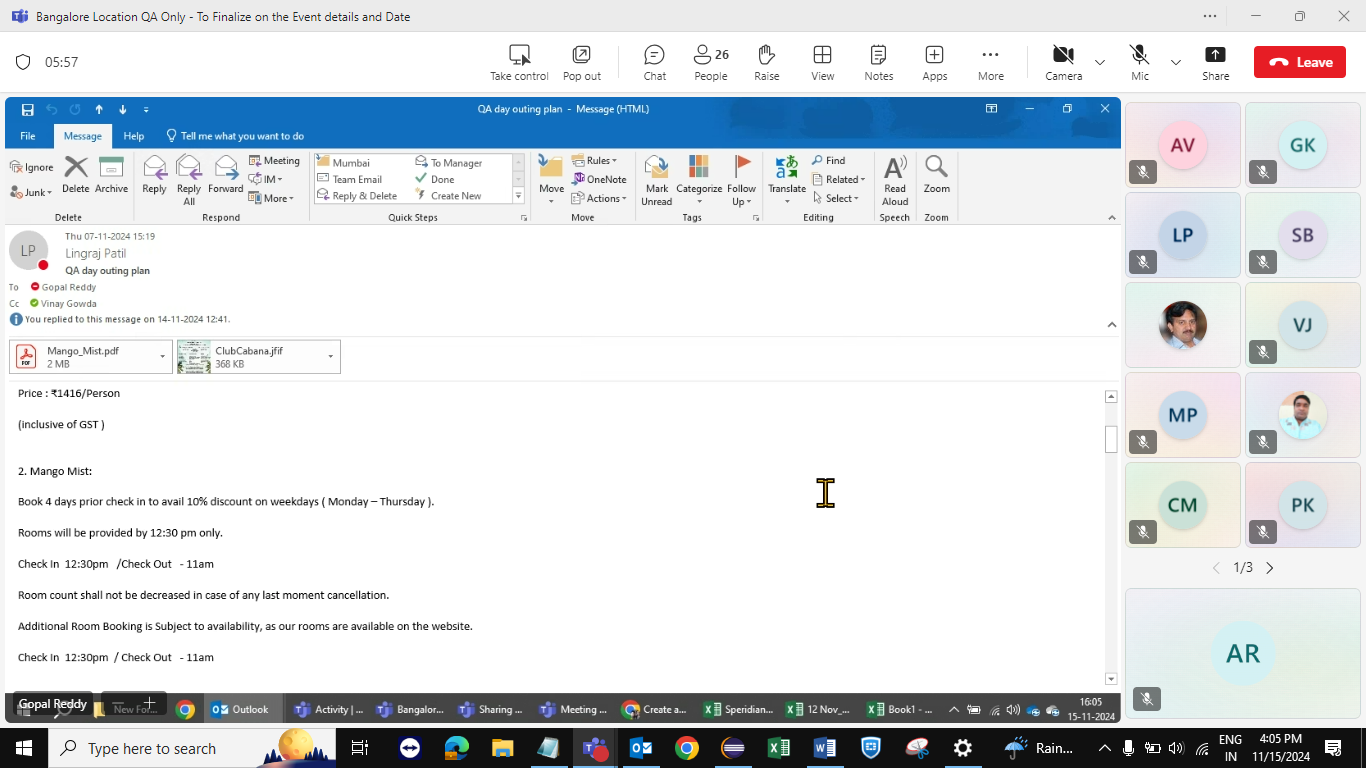 Bangalore Location QA Only - To Finalize on the Event details and Date
05:57
Take control
Pop out
Chat
26
People
Raise
View
Notes
Apps
More
Camera
Mic
Share
Leave
QA day outing plan - Message (HTML)
File
Message
Help
Tell me what you want to do
Ignore
Junk
Delete
Archive
Reply
Reply All
Forward
Meeting
IM
More
Mumbai
Team Email
Reply & Delete
To Manager
Done
Create New
Move
Rules
OneNote
Actions
Mark Unread
Categorize
Follow Up
Translate
Find
Related
Select
Read Aloud
Zoom
Delete
Respond
Quick Steps
Move
Tags
Editing
Speech
Zoom
LP
Thu 07-11-2024 15:19
Lingraj Patil
QA day outing plan
To Gopal Reddy
Cc Vinay Gowda
You replied to this message on 14-11-2024 12:41.
PDF
Mango_Mist.pdf
2 MB
ClubCabana.jfif
368 KB
Price : ₹1416/Person
(inclusive of GST )
2. Mango Mist:
Book 4 days prior check in to avail 10% discount on weekdays ( Monday – Thursday ).
Rooms will be provided by 12:30 pm only.
Check In 12:30pm /Check Out - 11am
Room count shall not be decreased in case of any last moment cancellation.
Additional Room Booking is Subject to availability, as our rooms are available on the website.
Check In 12:30pm / Check Out - 11am
Gopal Reddy
New Fol...
Outlook
Activity | ...
Bangalor...
Sharing ...
Meeting ...
Create a...
Speridian...
12 Nov_...
Book1 - ...
16:05
15-11-2024
AV
GK
LP
SB
VJ
MP
CM
PK
1/3
AR
Type here to search
Rain...
ENG
IN
4:05 PM
11/15/2024